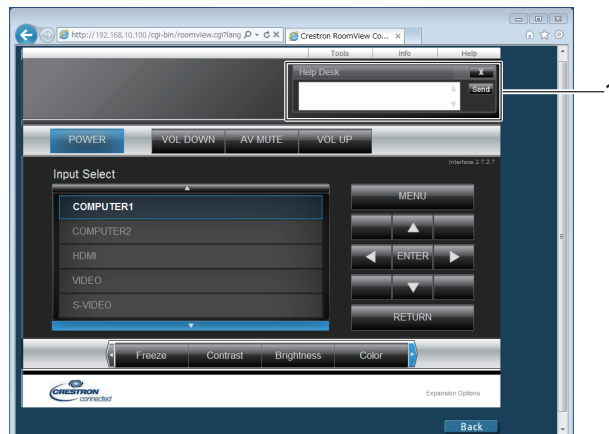 http://192.168.10.100/cgi-bin/roomview.cgi?lang
Crestron RoomView Co... ×
Tools Info Help
Help Desk X
Send
1
POWER VOL DOWN AV MUTE VOL UP
Interface 2.7.2.7
Input Select
COMPUTER1
COMPUTER2
HDMI
VIDEO
S-VIDEO
MENU
ENTER
RETURN
Freeze Contrast Brightness Color
CRESTRON
connected
Expansion Options
Back